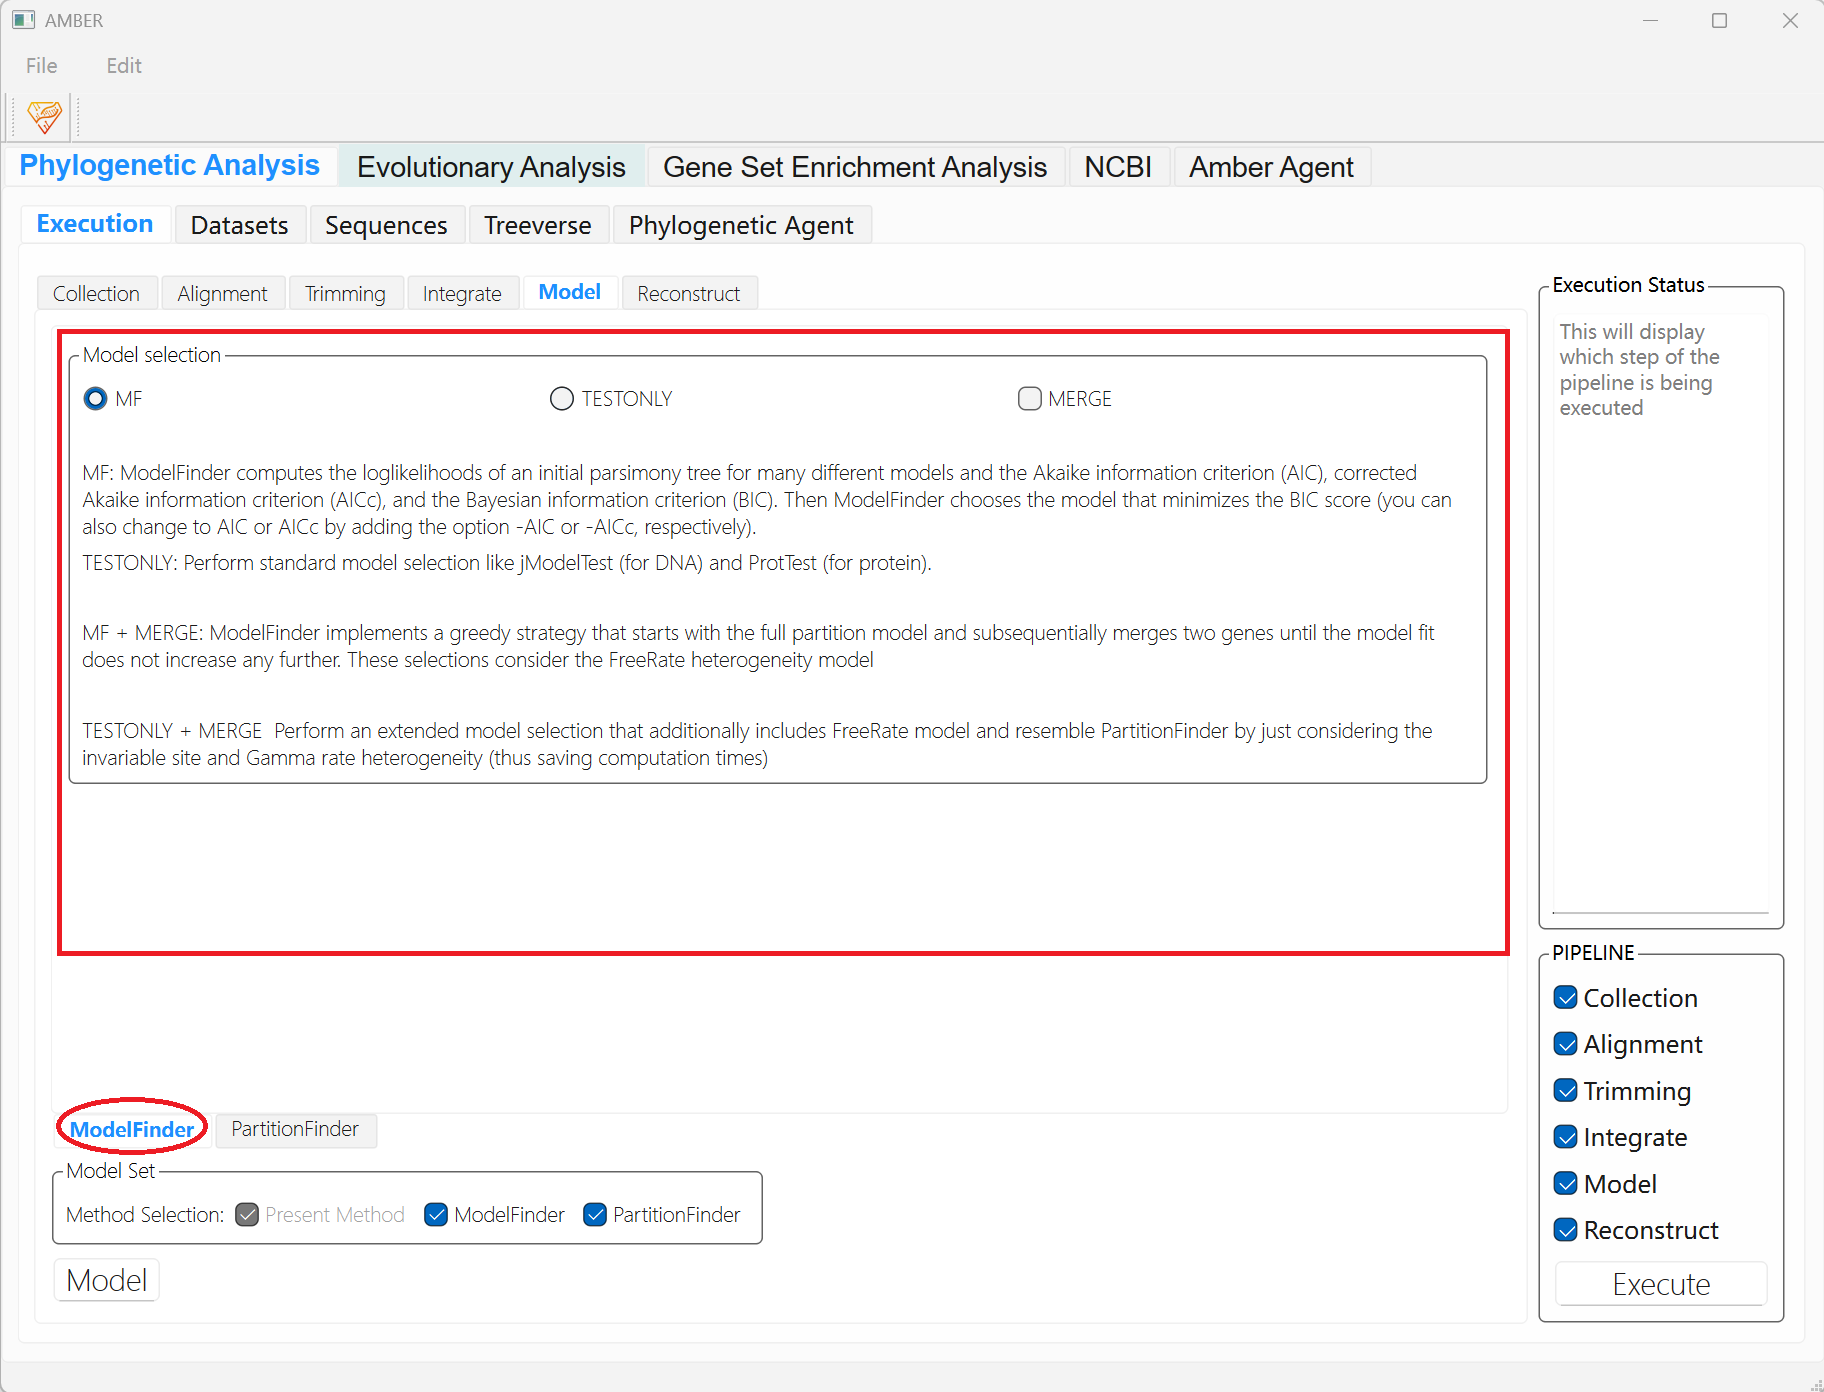 AMBER
File Edit
Phylogenetic Analysis Evolutionary Analysis Gene Set Enrichment Analysis NCBI Amber Agent
Execution Datasets Sequences Treeverse Phylogenetic Agent
Collection Alignment Trimming Integrate Model Reconstruct
Model selection
MF TESTONLY MERGE
MF: ModelFinder computes the loglikelihoods of an initial parsimony tree for many different models and the Akaike information criterion (AIC), corrected
Akaike information criterion (AICc), and the Bayesian information criterion (BIC). Then ModelFinder chooses the model that minimizes the BIC score (you can
also change to AIC or AICc by adding the option -AIC or -AICc, respectively).
TESTONLY: Perform standard model selection like jModelTest (for DNA) and ProtTest (for protein).
MF + MERGE: ModelFinder implements a greedy strategy that starts with the full partition model and subsequentially merges two genes until the model fit
does not increase any further. These selections consider the FreeRate heterogeneity model
TESTONLY + MERGE  Perform an extended model selection that additionally includes FreeRate model and resemble PartitionFinder by just considering the
invariable site and Gamma rate heterogeneity (thus saving computation times)
ModelFinder PartitionFinder
Model Set
Method Selection: Present Method ModelFinder PartitionFinder
Model
Execution Status
This will display
which step of the
pipeline is being
executed
PIPELINE
Collection
Alignment
Trimming
Integrate
Model
Reconstruct
Execute